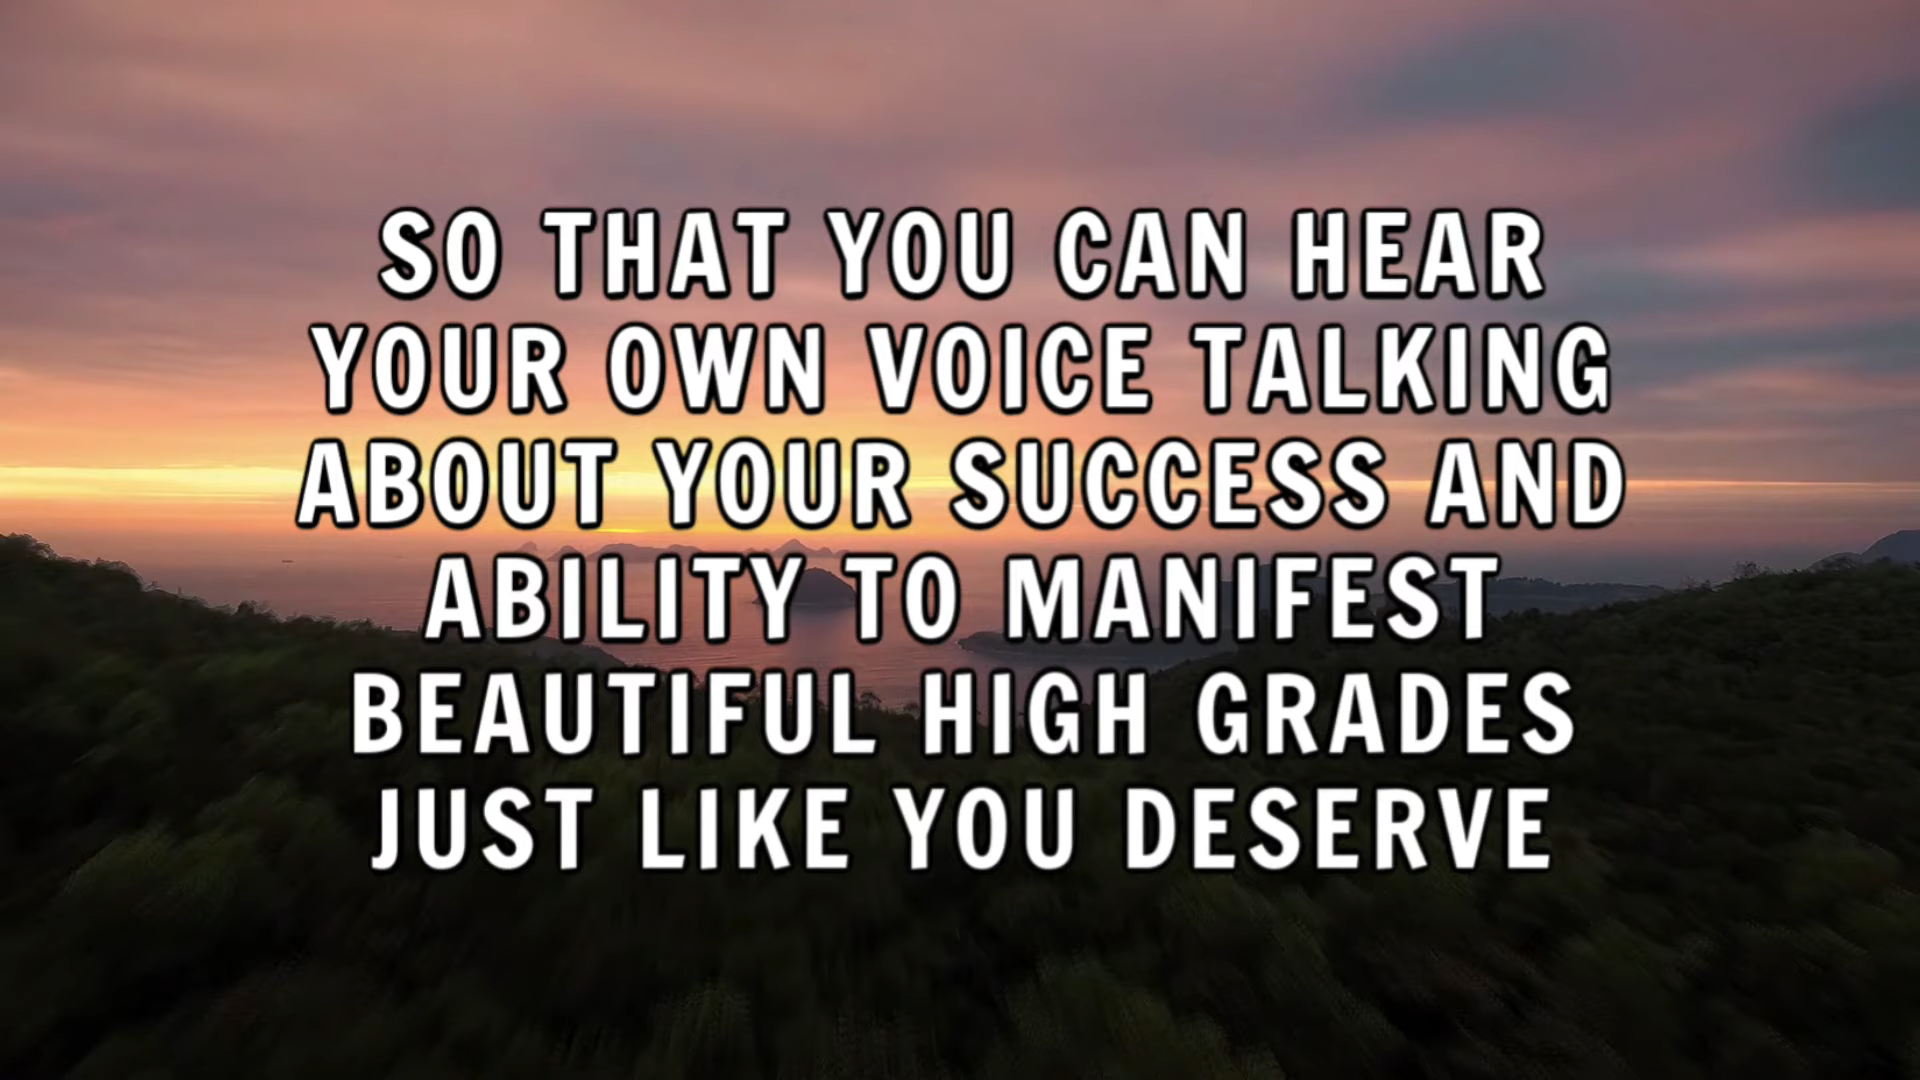 SO THAT YOU CAN HEAR
YOUR OWN VOICE TALKING
ABOUT YOUR SUCCESS AND
ABILITY TO MANIFEST
BEAUTIFUL HIGH GRADES
JUST LIKE YOU DESERVE